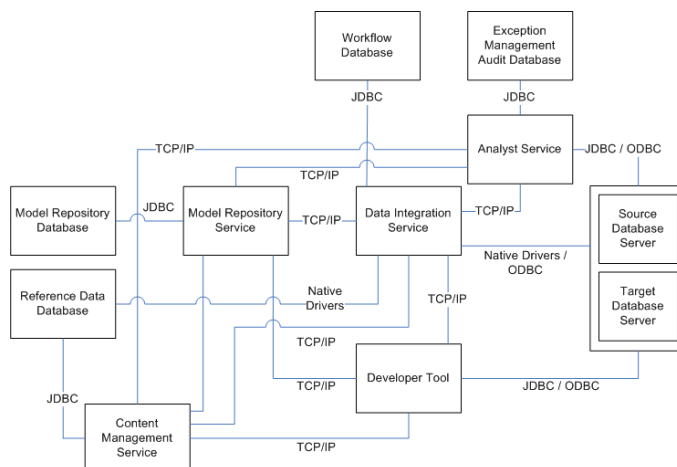 Workflow
Database
Exception
Management
Audit Database
JDBC
JDBC
TCP/IP
Analyst Service
JDBC / ODBC
TCP/IP
Model Repository
Database
JDBC
Model Repository
Service
TCP/IP
Data Integration
Service
TCP/IP
Source
Database
Server
Native Drivers /
ODBC
Reference Data
Database
Native
Drivers
TCP/IP
Target
Database
Server
TCP/IP
Developer Tool
TCP/IP
JDBC / ODBC
JDBC
Content
Management
Service
TCP/IP